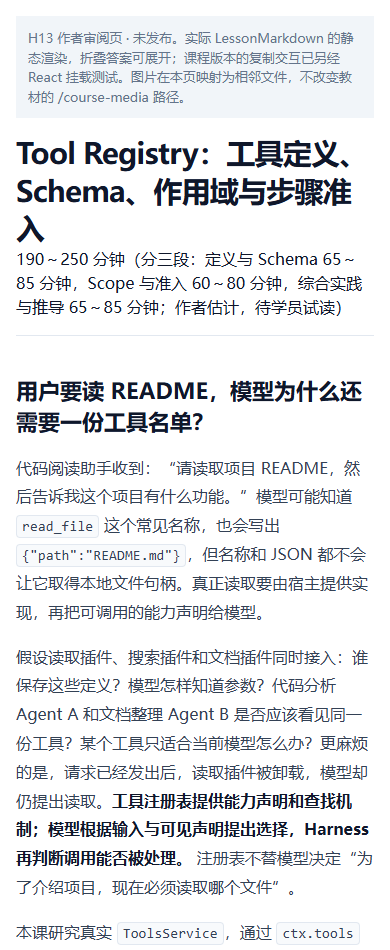 H13 作者审阅页 · 未发布。实际 LessonMarkdown 的静
态渲染，折叠答案可展开；课程版本的复制交互已另经
React 挂载测试。图片在本页映射为相邻文件，不改变教
材的 /course-media 路径。
Tool Registry：工具定义、
Schema、作用域与步骤准
入
190～250 分钟（分三段：定义与 Schema 65～
85 分钟，Scope 与准入 60～80 分钟，综合实践
与推导 65～85 分钟；作者估计，待学员试读）
用户要读 README，模型为什么还
需要一份工具名单？
代码阅读助手收到：“请读取项目 README，然
后告诉我这个项目有什么功能。”模型可能知道
read_file 这个常见名称，也会写出
{"path":"README.md"}，但名称和 JSON 都不会
让它取得本地文件句柄。真正读取要由宿主提供实
现，再把可调用的能力声明给模型。
假设读取插件、搜索插件和文档插件同时接入：谁
保存这些定义？模型怎样知道参数？代码分析
Agent A 和文档整理 Agent B 是否应该看见同一
份工具？某个工具只适合当前模型怎么办？更麻烦
的是，请求已经发出后，读取插件被卸载，模型却
仍提出读取。工具注册表提供能力声明和查找机
制；模型根据输入与可见声明提出选择，Harness
再判断调用能否被处理。 注册表不替模型决定“为
了介绍项目，现在必须读取哪个文件”。
本课研究真实 ToolsService，通过 ctx.tools